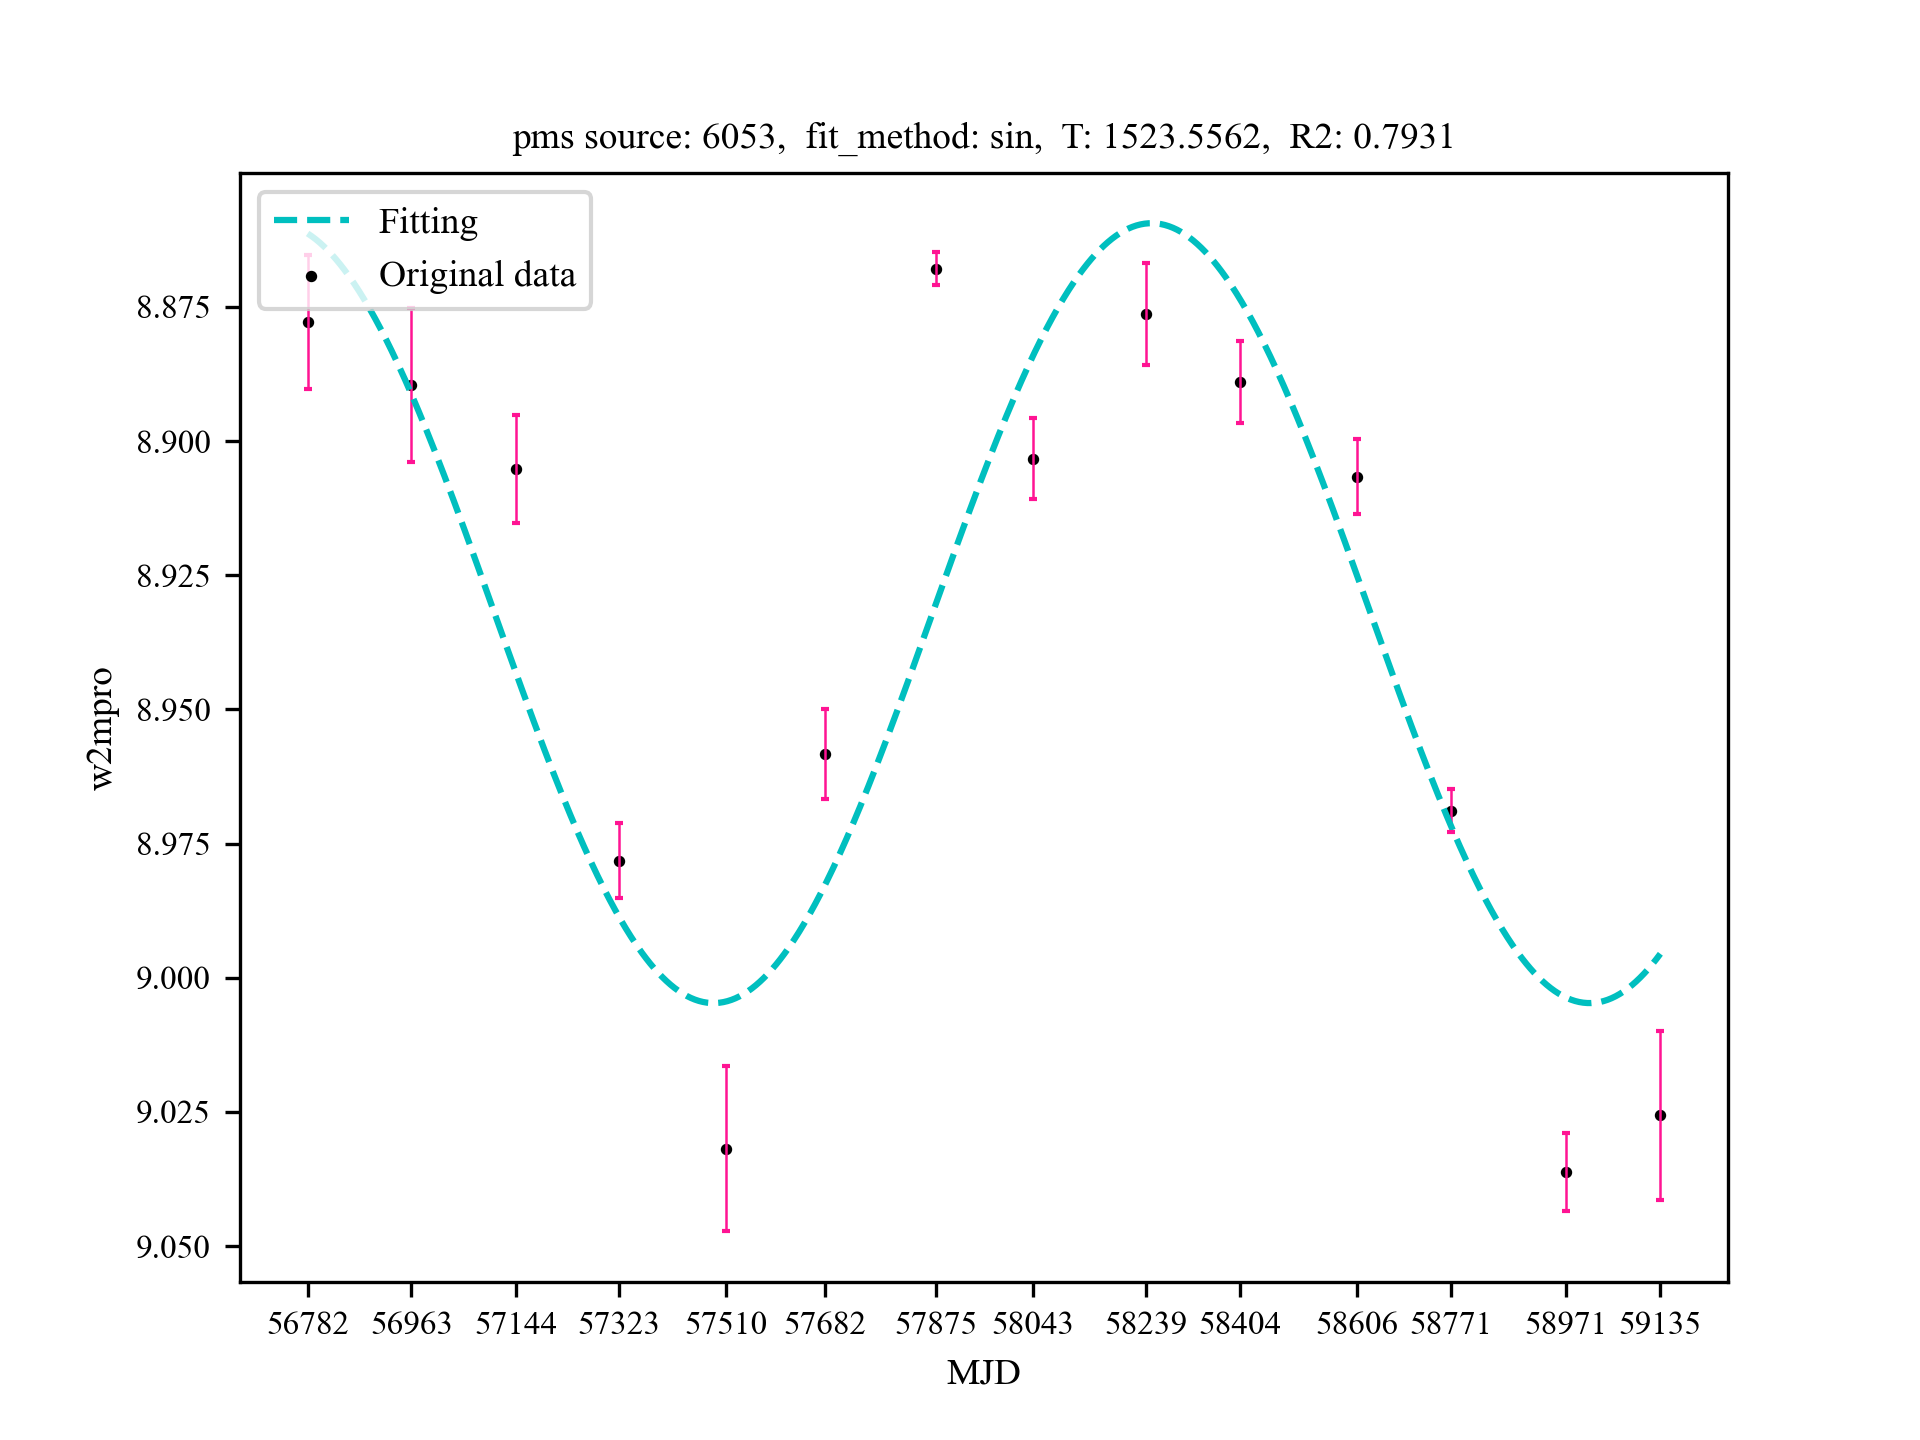 pms source: 6053,  fit_method: sin,  T: 1523.5562,  R2: 0.7931
Fitting
Original data
8.875
8.900
8.925
8.950
8.975
9.000
9.025
9.050
w2mpro
56782 56963 57144 57323 57510 57682 57875 58043 58239 58404 58606 58771 58971 59135
MJD